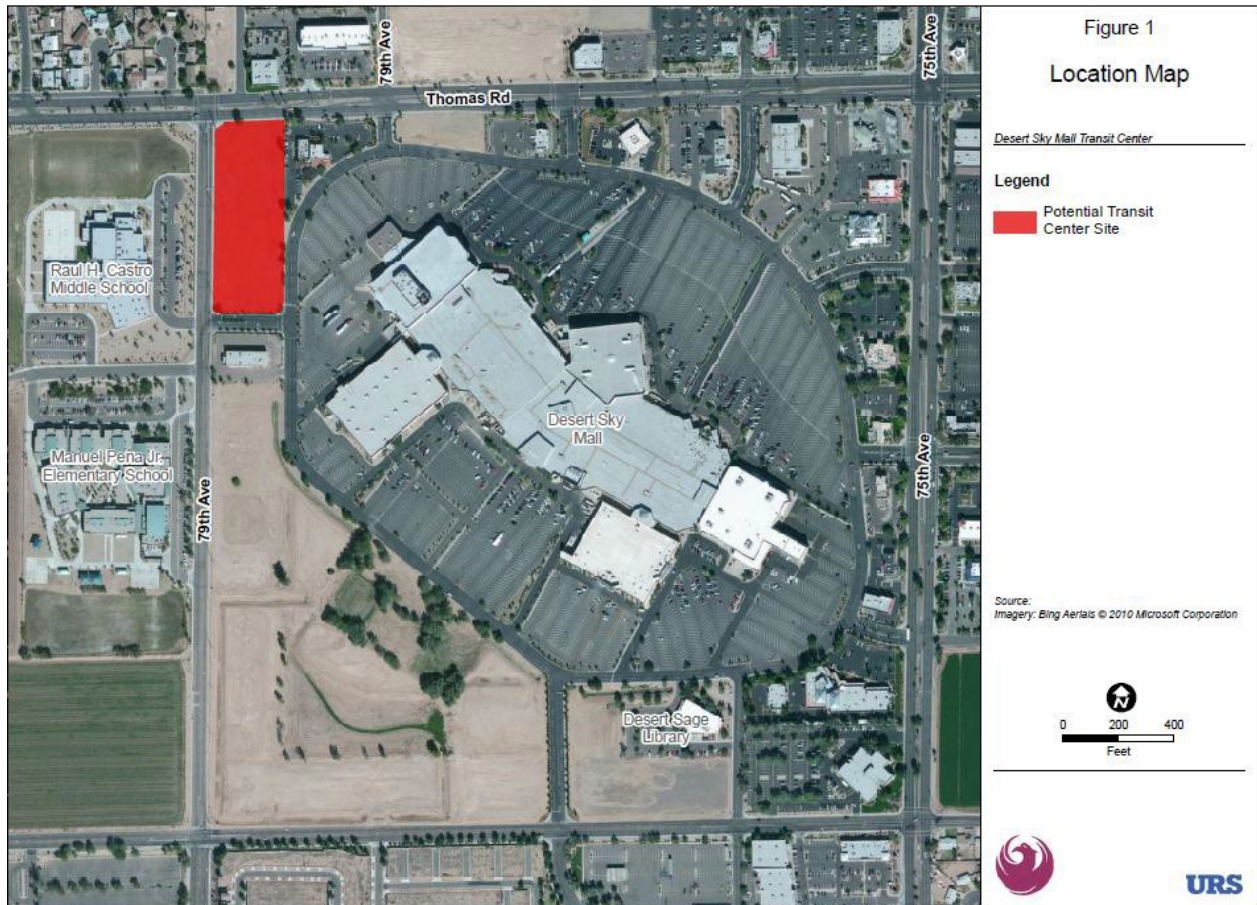 Figure 1
Location Map
Desert Sky Mall Transit Center
Legend
Potential Transit
Center Site
79th Ave
75th Ave
Thomas Rd
Raul H. Castro
Middle School
Desert Sky
Mall
Manuel Peña Jr.
Elementary School
79th Ave
75th Ave
Desert Sage
Library
Source:
Imagery: Bing Aerials © 2010 Microsoft Corporation
N
0 200 400
Feet
URS